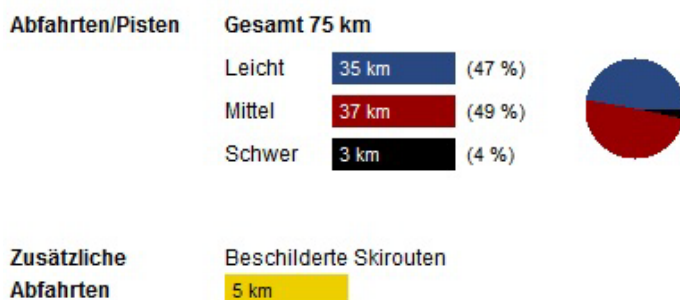 Abfahrten/Pisten Gesamt 75 km
Leicht 35 km (47 %)
Mittel 37 km (49 %)
Schwer 3 km (4 %)
Zusätzliche Beschilderte Skirouten
Abfahrten 5 km